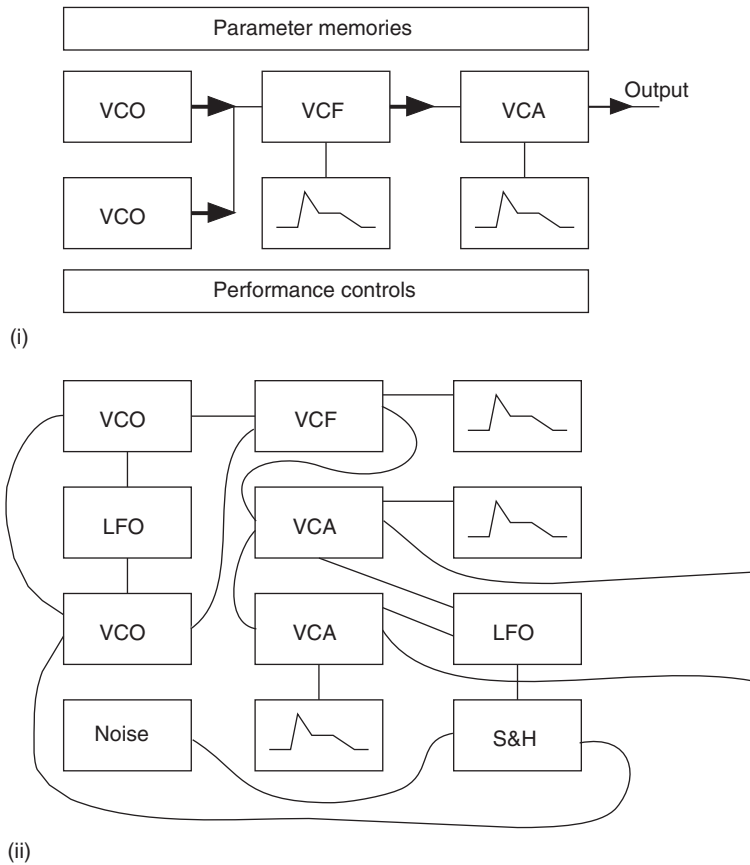 Parameter memories
VCO
VCF
VCA
Output
VCO
Performance controls
(i)
VCO
VCF
LFO
VCA
VCO
VCA
LFO
Noise
S&H
(ii)